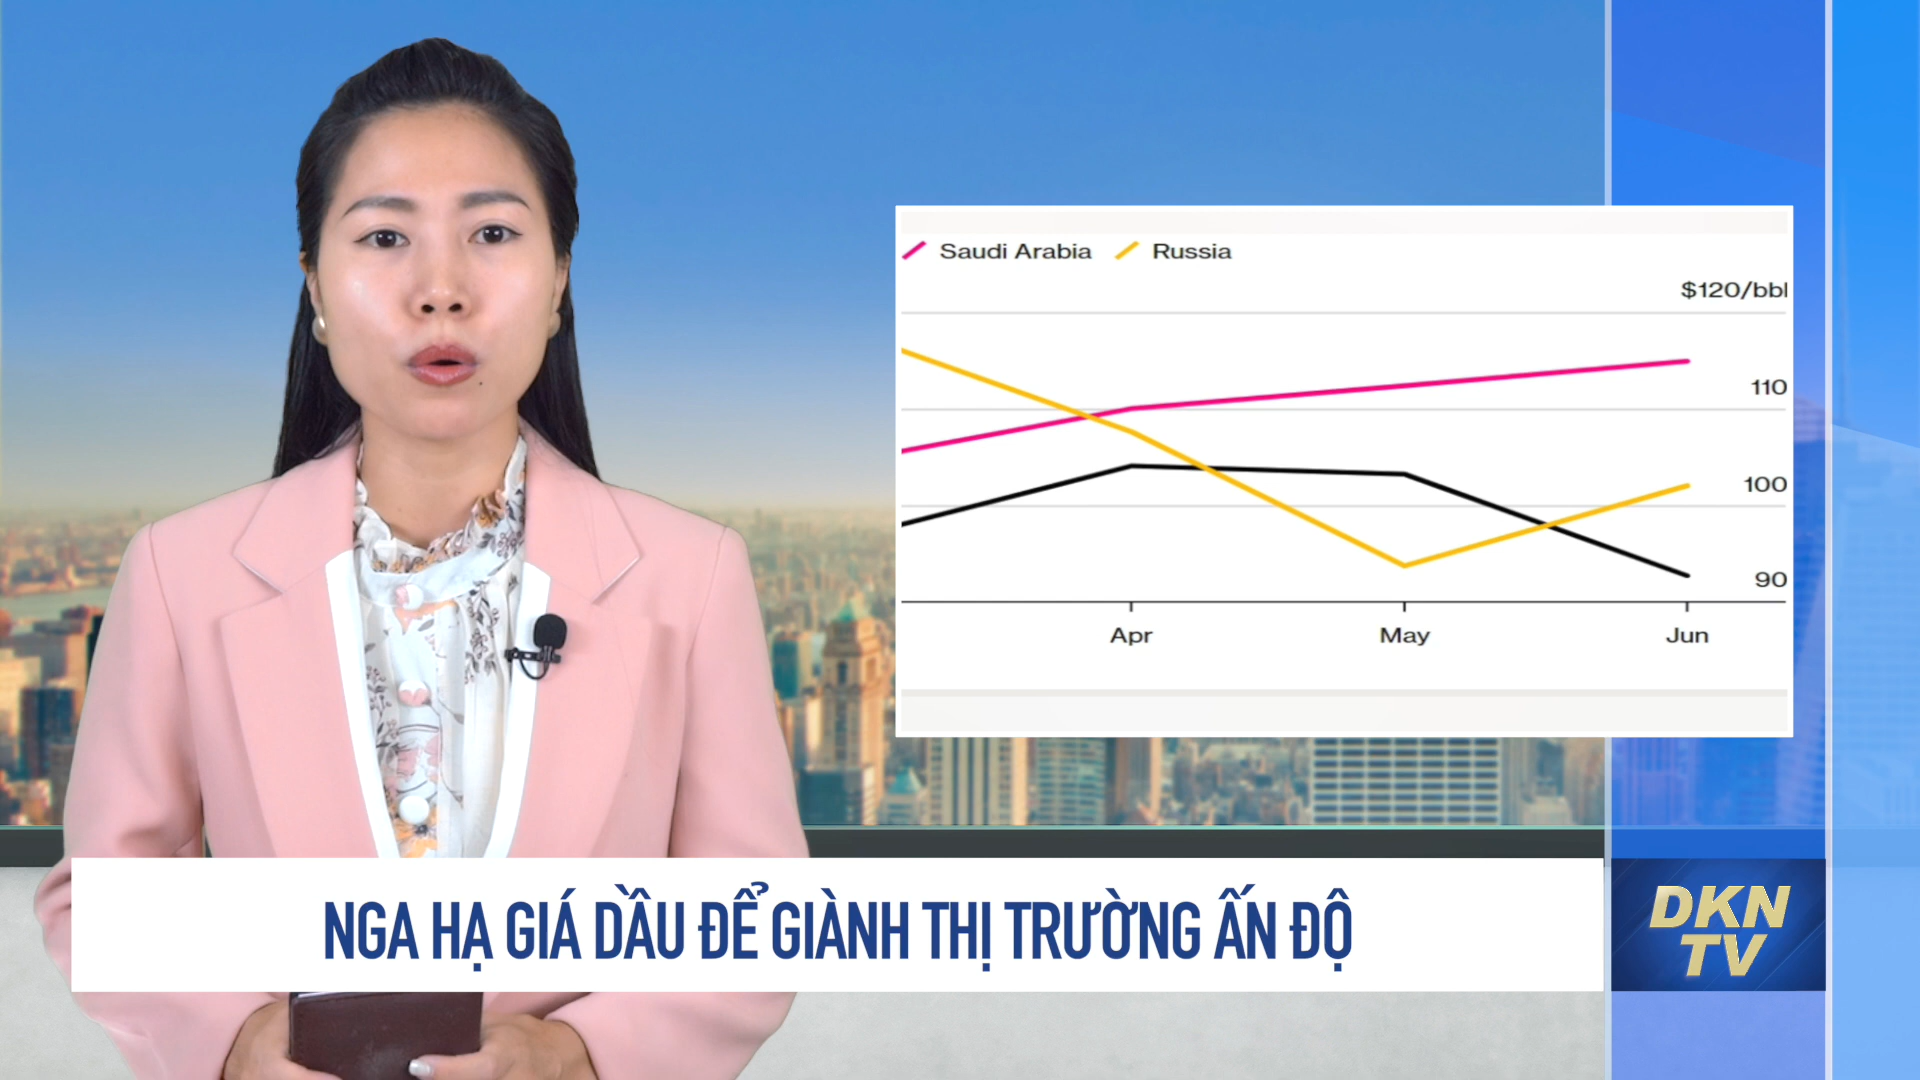 Saudi Arabia Russia
$120/bbl
110
100
90
Apr May Jun
NGA HẠ GIÁ DẦU ĐỂ GIÀNH THỊ TRƯỜNG ẤN ĐỘ
DKN
TV